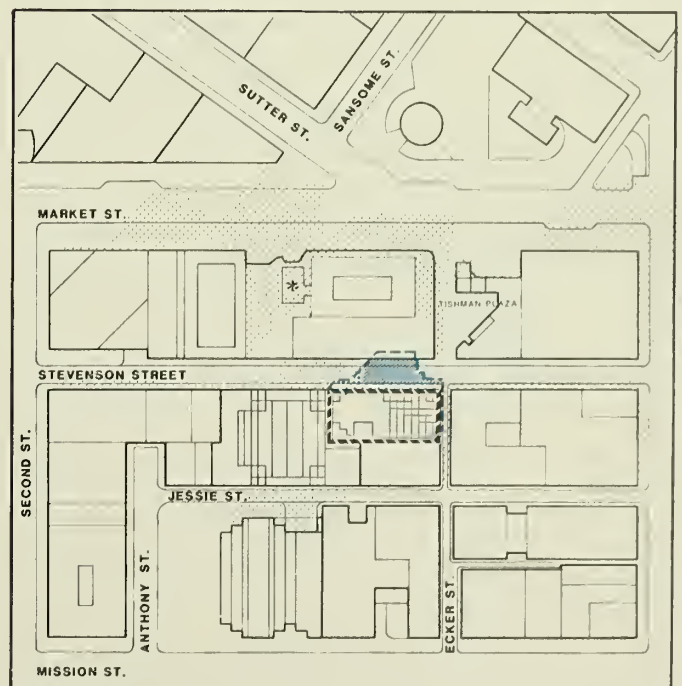 SUTTER ST.
SANSOME ST.
MARKET ST.
TISHMAN PLAZA
STEVENSON STREET
SECOND ST.
JESSIE ST.
ANTHONY ST.
ECKER ST.
MISSION ST.